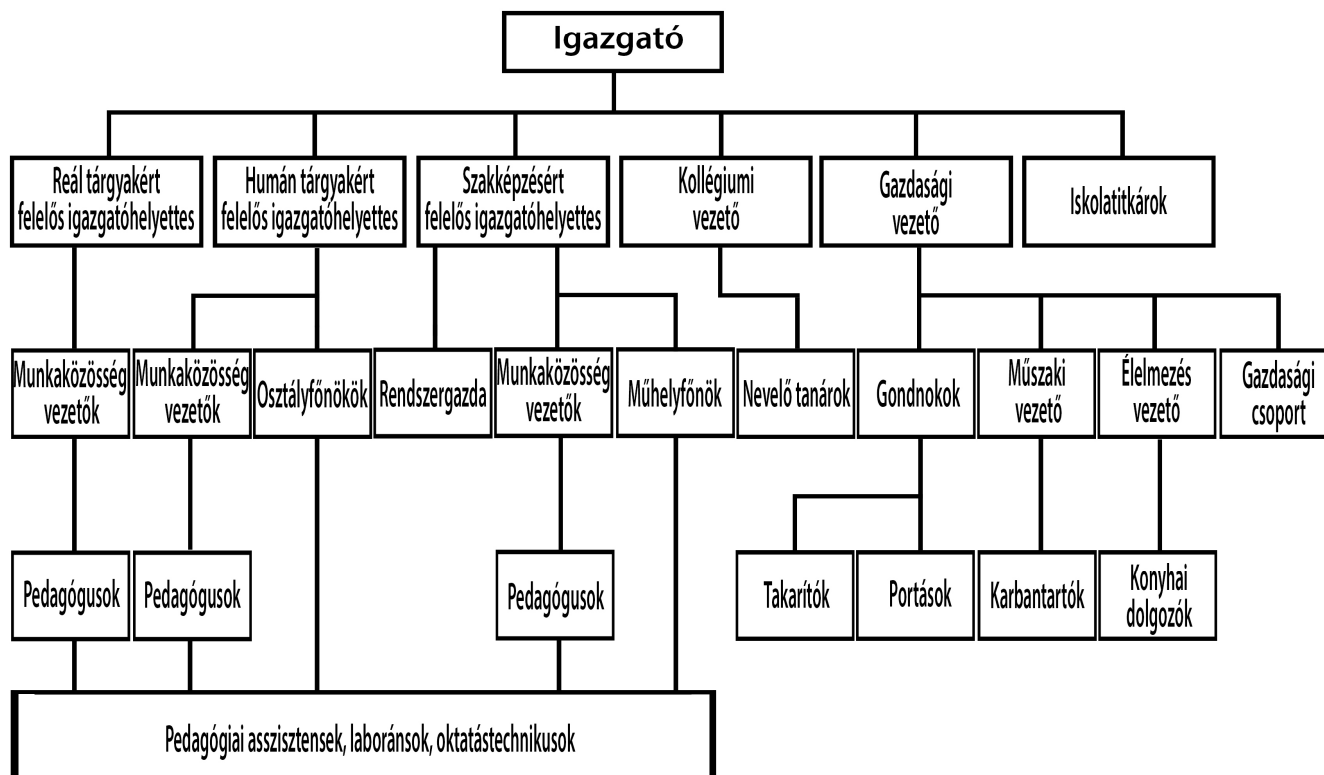 Igazgató
Reál tárgyakért
felelős igazgatóhelyettes
Humán tárgyakért
felelős igazgatóhelyettes
Szakképzésért
felelős igazgatóhelyettes
Kollégiumi
vezető
Gazdasági
vezető
Iskolatitkárok
Munkaközösség
vezetők
Munkaközösség
vezetők
Osztályfőnökök
Rendszergazda
Munkaközösség
vezetők
Műhelyfőnök
Nevelő tanárok
Gondnokok
Műszaki
vezető
Élelmezés
vezető
Gazdasági
csoport
Pedagógusok
Pedagógusok
Pedagógusok
Takarítók
Portások
Karbantartók
Konyhai
dolgozók
Pedagógiai asszisztensek, laboránsok, oktatástechnikusok